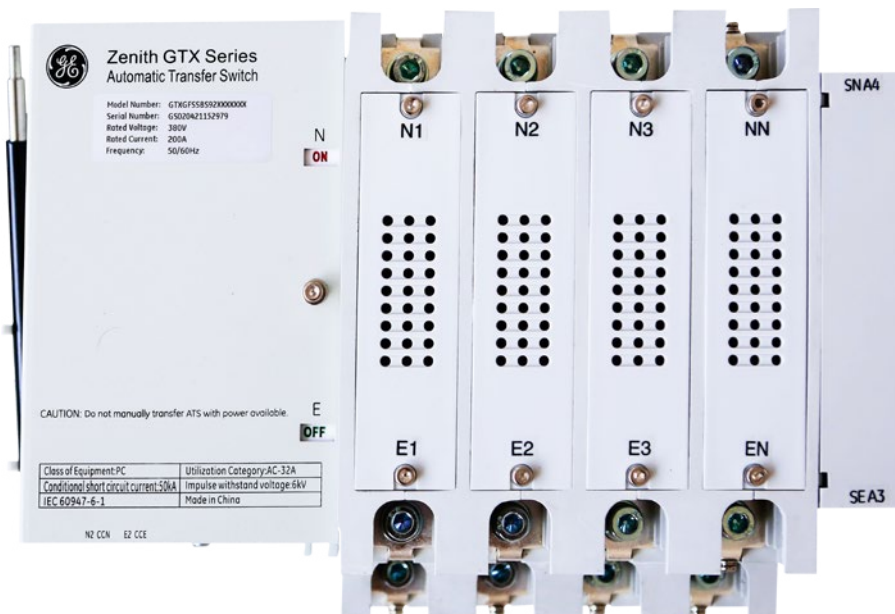 GE
Zenith GTX Series
Automatic Transfer Switch
Model Number: GTXGFS5B592XXXXXXX
Serial Number: GS020421152979
Rated Voltage: 380V
Rated Current: 200A
Frequency: 50/60Hz
N
ON
N1 N2 N3 NN
SNA4
CAUTION: Do not manually transfer ATS with power available.
E
OFF
E1 E2 E3 EN
SEA3
Class of Equipment:PC Utilization Category:AC-32A
Conditional short circuit current:50kA Impulse withstand voltage:6kV
IEC 60947-6-1 Made in China
N2 CCN E2 CCE